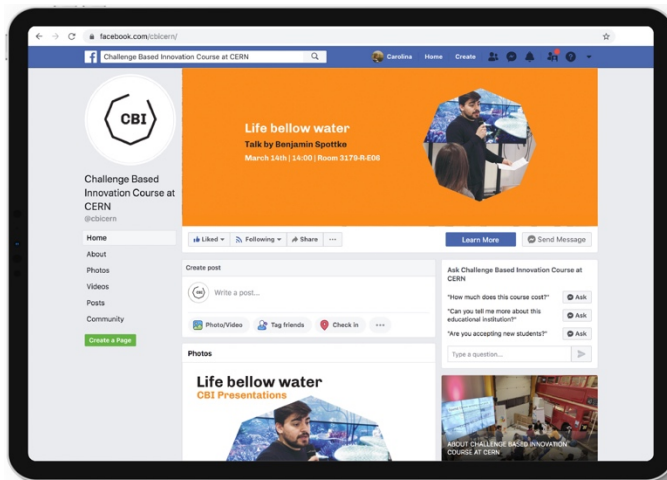 facebook.com/cbicern/
Challenge Based Innovation Course at CERN
Carolina
Home
Create
CBI
Life bellow water
Talk by Benjamin Spottke
March 14th | 14:00 | Room 3179-R-E06
Challenge Based
Innovation Course at
CERN
@cbicern
Home
About
Photos
Videos
Posts
Community
Create a Page
Liked
Following
Share
Learn More
Send Message
Create post
CBI
Write a post...
Photo/Video
Tag friends
Check in
Ask Challenge Based Innovation Course at
CERN
"How much does this course cost?"
Ask
"Can you tell me more about this
educational institution?"
Ask
"Are you accepting new students?"
Ask
Type a question...
Photos
Life bellow water
CBI Presentations
ABOUT CHALLENGE BASED INNOVATION
COURSE AT CERN